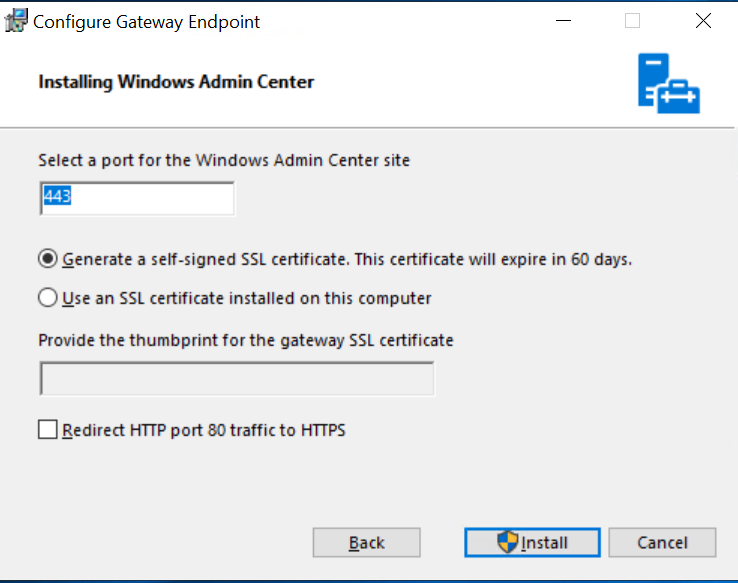 Configure Gateway Endpoint
Installing Windows Admin Center
Select a port for the Windows Admin Center site
443
Generate a self-signed SSL certificate. This certificate will expire in 60 days.
Use an SSL certificate installed on this computer
Provide the thumbprint for the gateway SSL certificate
Redirect HTTP port 80 traffic to HTTPS
Back Install Cancel